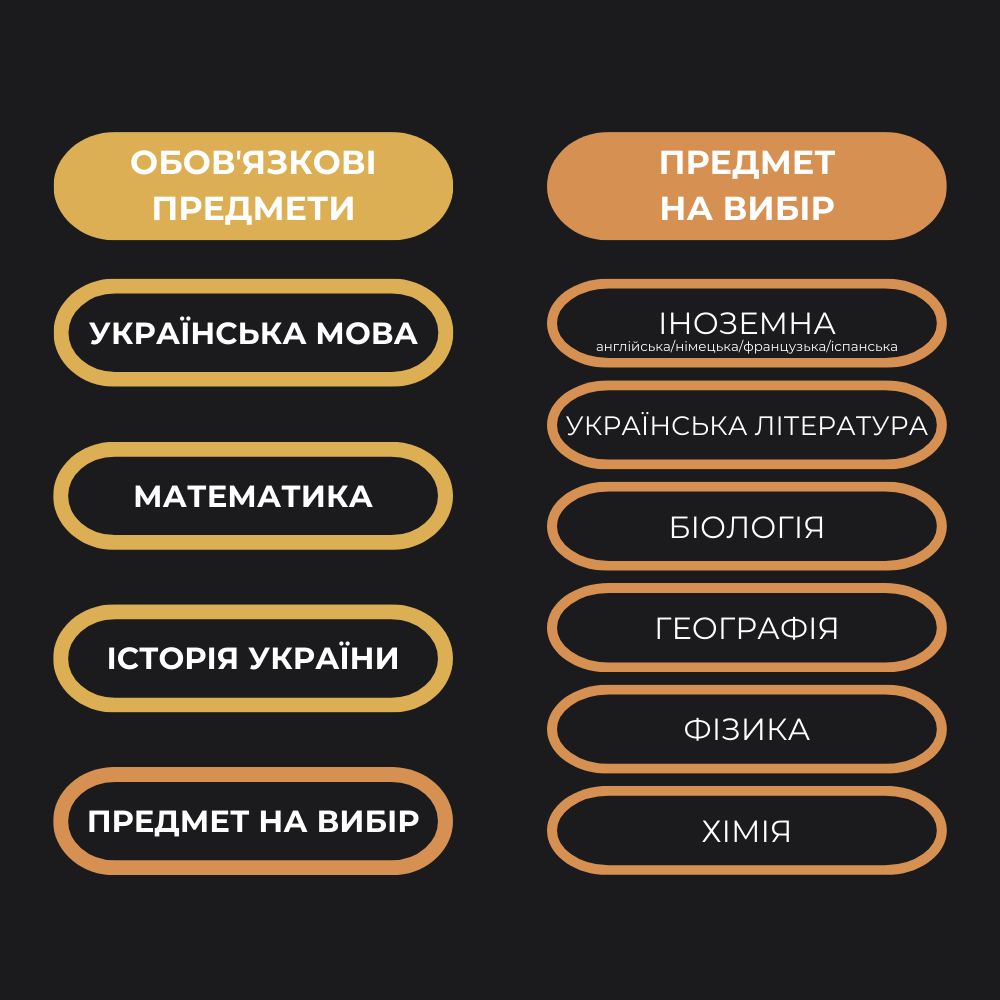 ОБОВ'ЯЗКОВІ
ПРЕДМЕТИ
УКРАЇНСЬКА МОВА
МАТЕМАТИКА
ІСТОРІЯ УКРАЇНИ
ПРЕДМЕТ НА ВИБІР
ПРЕДМЕТ
НА ВИБІР
ІНОЗЕМНА
англійська/німецька/французька/іспанська
УКРАЇНСЬКА ЛІТЕРАТУРА
БІОЛОГІЯ
ГЕОГРАФІЯ
ФІЗИКА
ХІМІЯ